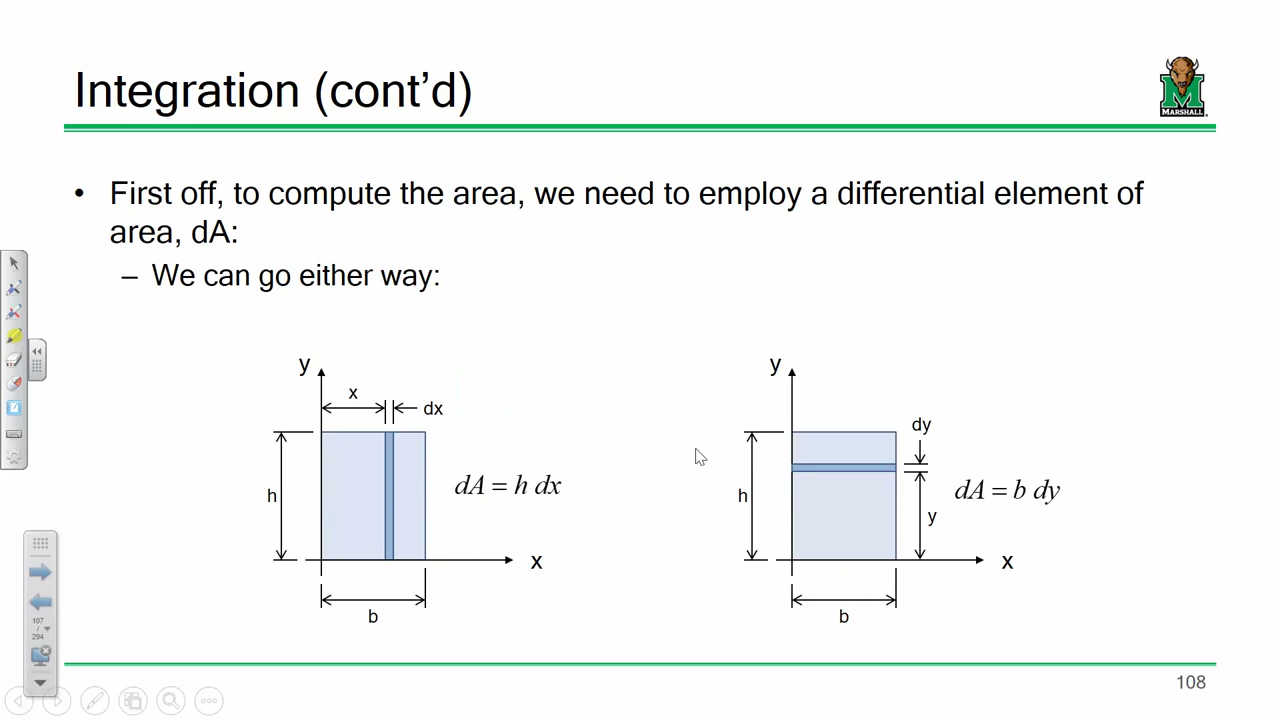 Integration (cont’d)
MARSHALL
• First off, to compute the area, we need to employ a differential element of
area, dA:
– We can go either way:
y
x
dx
h
dA = h dx
x
b
y
dy
h
dA = b dy
y
x
b
107
/
294
108